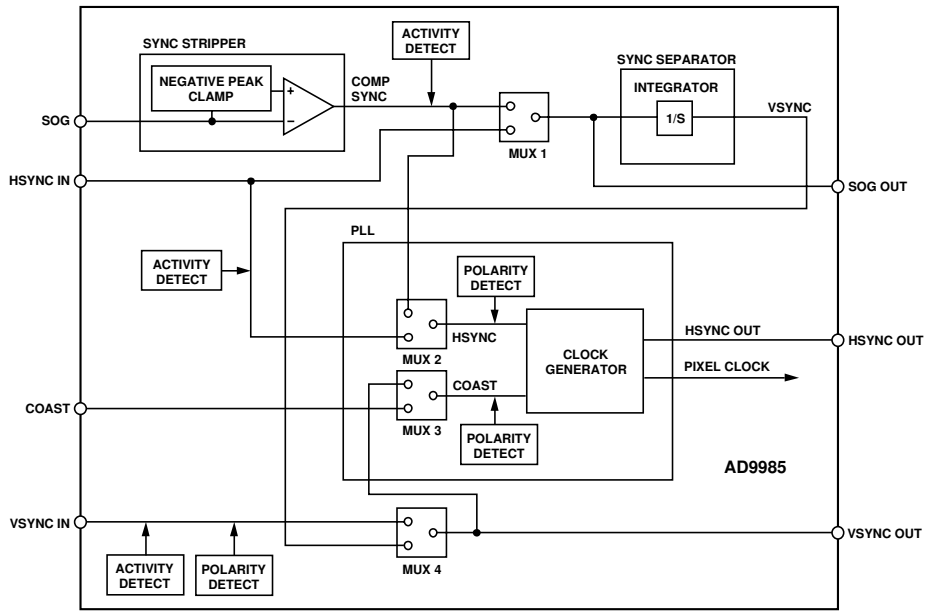 ACTIVITY
DETECT
SYNC STRIPPER
SYNC SEPARATOR
NEGATIVE PEAK
CLAMP
+
−
COMP
SYNC
INTEGRATOR
1/S
VSYNC
SOG
MUX 1
HSYNC IN
SOG OUT
PLL
ACTIVITY
DETECT
POLARITY
DETECT
HSYNC
MUX 2
CLOCK
GENERATOR
HSYNC OUT
HSYNC OUT
PIXEL CLOCK
COAST
COAST
MUX 3
POLARITY
DETECT
AD9985
VSYNC IN
VSYNC OUT
MUX 4
ACTIVITY
DETECT
POLARITY
DETECT